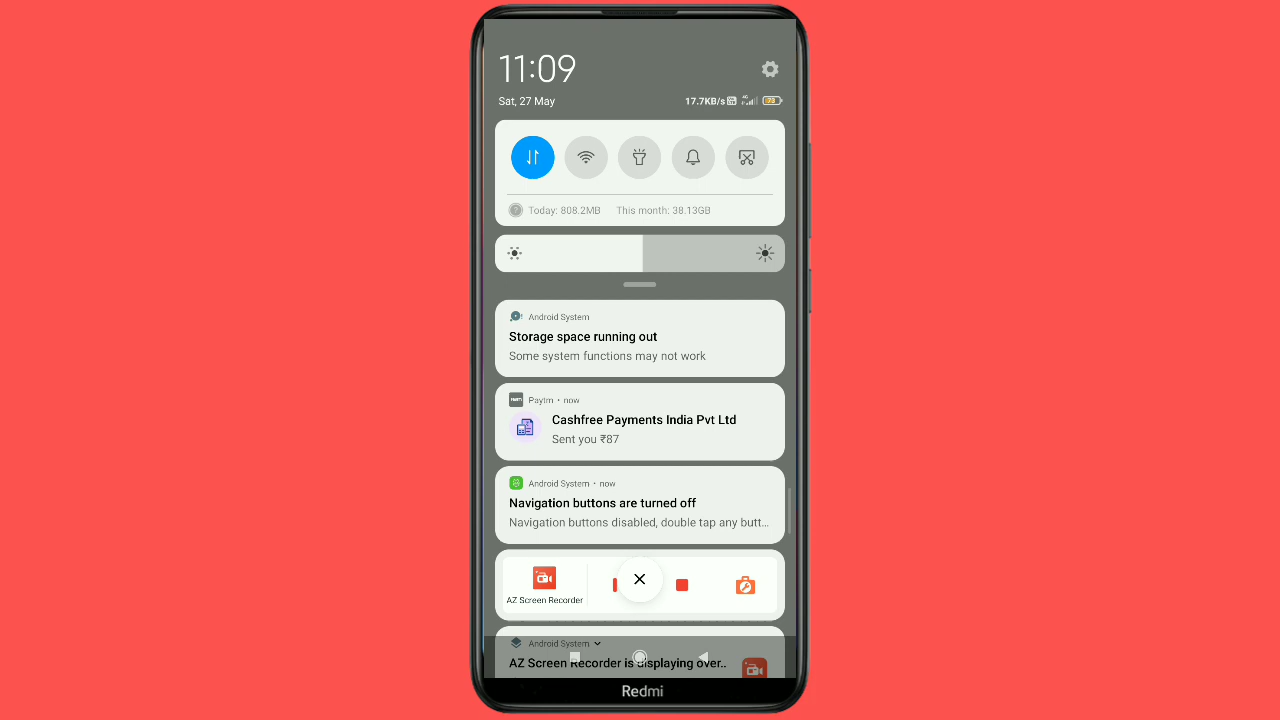 11:09
Sat, 27 May
17.7KB/s
4G
73
Today: 808.2MB This month: 38.13GB
Android System
Storage space running out
Some system functions may not work
Paytm • now
Cashfree Payments India Pvt Ltd
Sent you ₹87
Android System • now
Navigation buttons are turned off
Navigation buttons disabled, double tap any butt...
AZ Screen Recorder
Android System
AZ Screen Recorder is displaying over..
Redmi